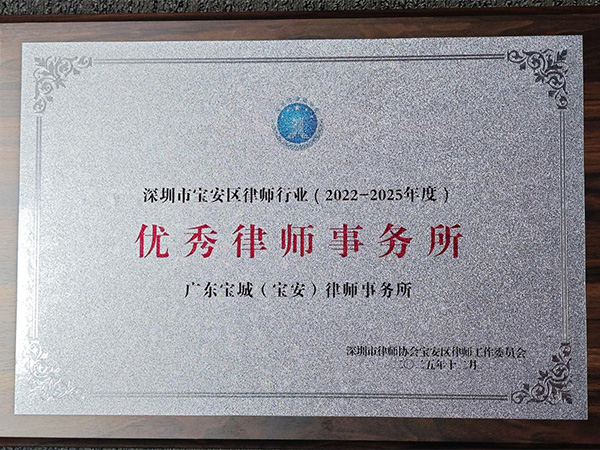 深圳市宝安区律师行业（2022-2025年度）
优秀律师事务所
广东宝城（宝安）律师事务所
深圳市律师协会宝安区律师工作委员会
二〇二五年十二月